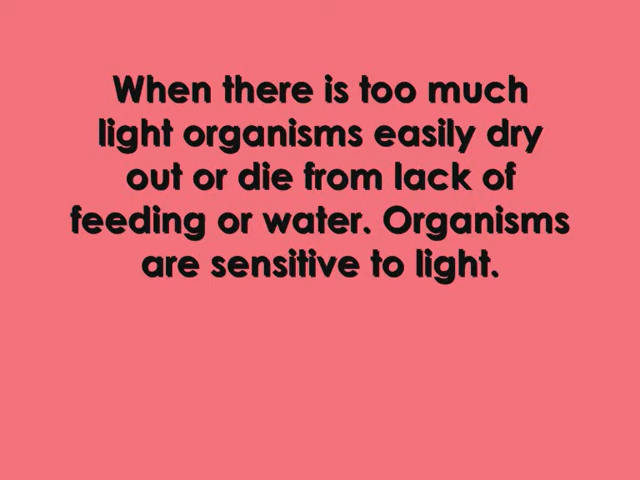 When there is too much
light organisms easily dry
out or die from lack of
feeding or water. Organisms
are sensitive to light.